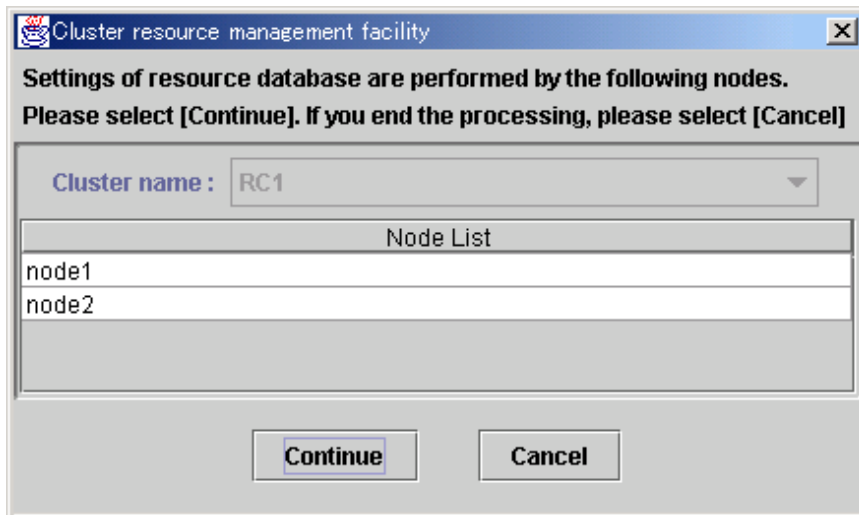 Cluster resource management facility
Settings of resource database are performed by the following nodes.
Please select [Continue]. If you end the processing, please select [Cancel]
Cluster name : RC1
Node List
node1
node2
Continue Cancel